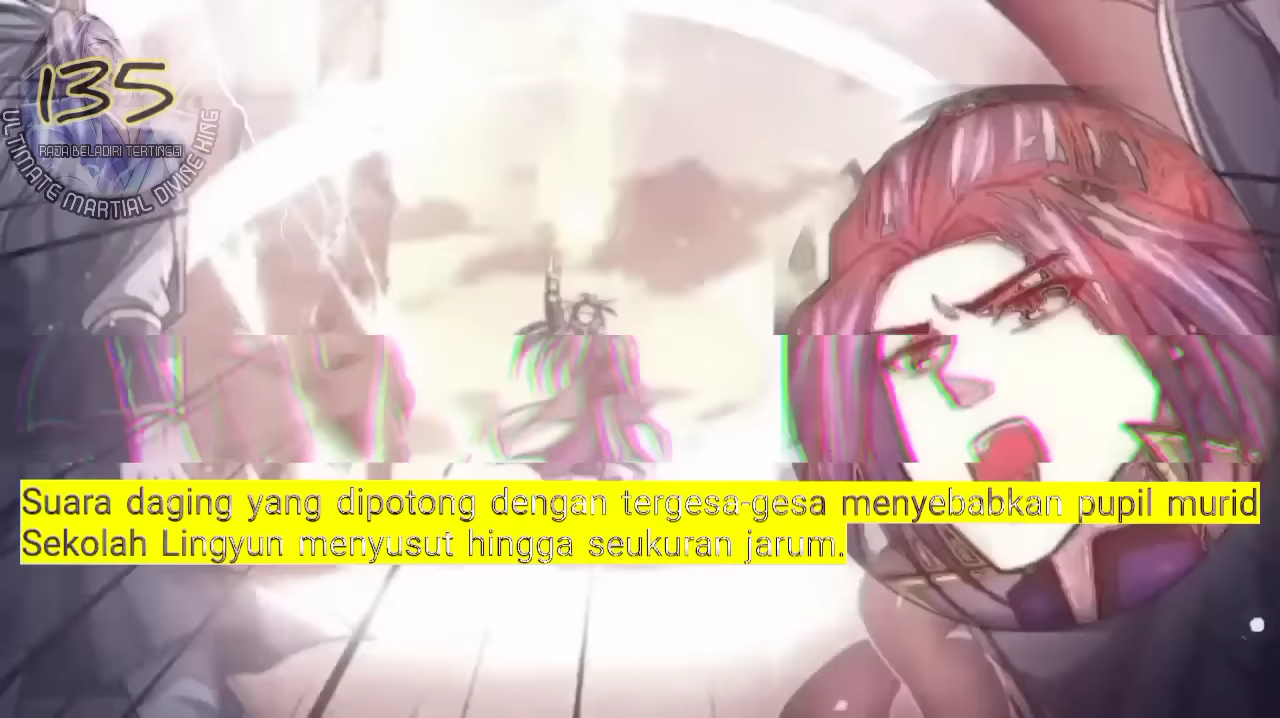 135
RAJA BELADIRI TERTINGGI
ULTIMATE MARTIAL DIVINE KING
Suara daging yang dipotong dengan tergesa-gesa menyebabkan pupil murid
Sekolah Lingyun menyusut hingga seukuran jarum.